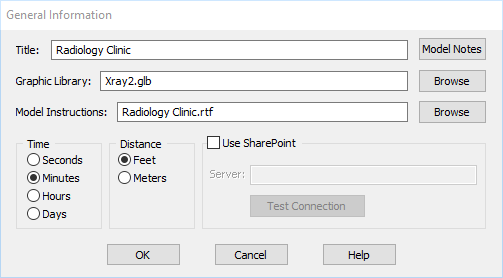 General Information
Title: Radiology Clinic Model Notes
Graphic Library: Xray2.glb Browse
Model Instructions: Radiology Clinic.rtf Browse
Time Distance Use SharePoint
Seconds Feet
Minutes Meters Server:
Hours
Days Test Connection
OK Cancel Help